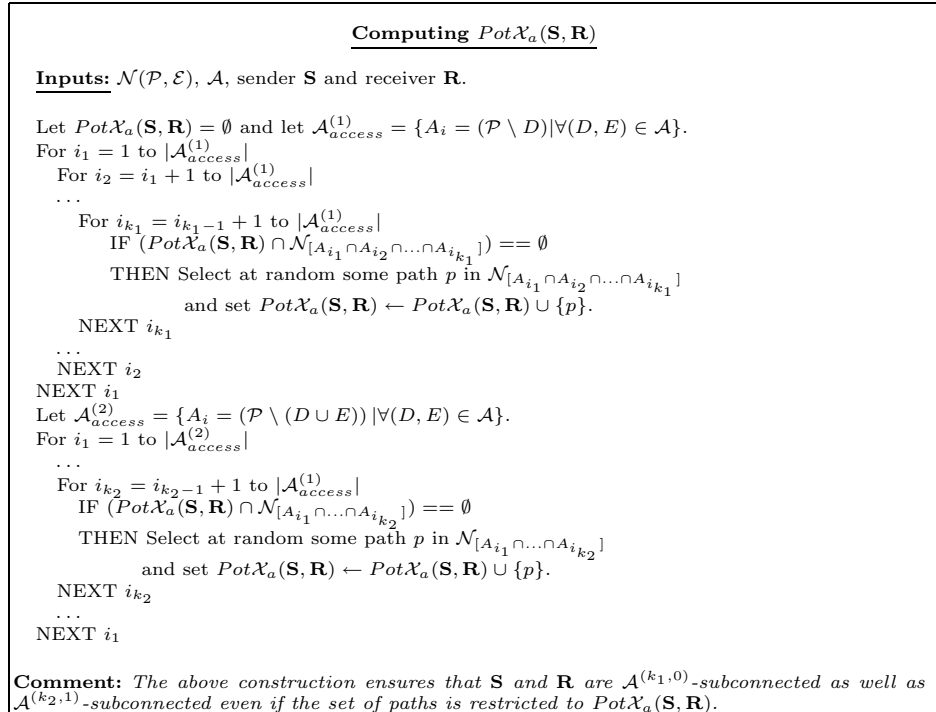 Computing PotX_a(S, R)
Inputs: N(P, E), A, sender S and receiver R.
Let PotX_a(S, R) = ∅ and let A^{(1)}_{access} = {A_i = (P \ D)|∀(D, E) ∈ A}.
For i_1 = 1 to |A^{(1)}_{access}|
For i_2 = i_1 + 1 to |A^{(1)}_{access}|
...
For i_{k_1} = i_{k_1-1} + 1 to |A^{(1)}_{access}|
IF (PotX_a(S, R) ∩ N_{[A_{i_1} ∩ A_{i_2} ∩ ... ∩ A_{i_{k_1}}]}) == ∅
THEN Select at random some path p in N_{[A_{i_1} ∩ A_{i_2} ∩ ... ∩ A_{i_{k_1}}]}
and set PotX_a(S, R) ← PotX_a(S, R) ∪ {p}.
NEXT i_{k_1}
...
NEXT i_2
NEXT i_1
Let A^{(2)}_{access} = {A_i = (P \ (D ∪ E)) |∀(D, E) ∈ A}.
For i_1 = 1 to |A^{(2)}_{access}|
...
For i_{k_2} = i_{k_2-1} + 1 to |A^{(1)}_{access}|
IF (PotX_a(S, R) ∩ N_{[A_{i_1} ∩ ... ∩ A_{i_{k_2}}]}) == ∅
THEN Select at random some path p in N_{[A_{i_1} ∩ ... ∩ A_{i_{k_2}}]}
and set PotX_a(S, R) ← PotX_a(S, R) ∪ {p}.
NEXT i_{k_2}
...
NEXT i_1
Comment: The above construction ensures that S and R are A^{(k_1,0)}-subconnected as well as
A^{(k_2,1)}-subconnected even if the set of paths is restricted to PotX_a(S, R).